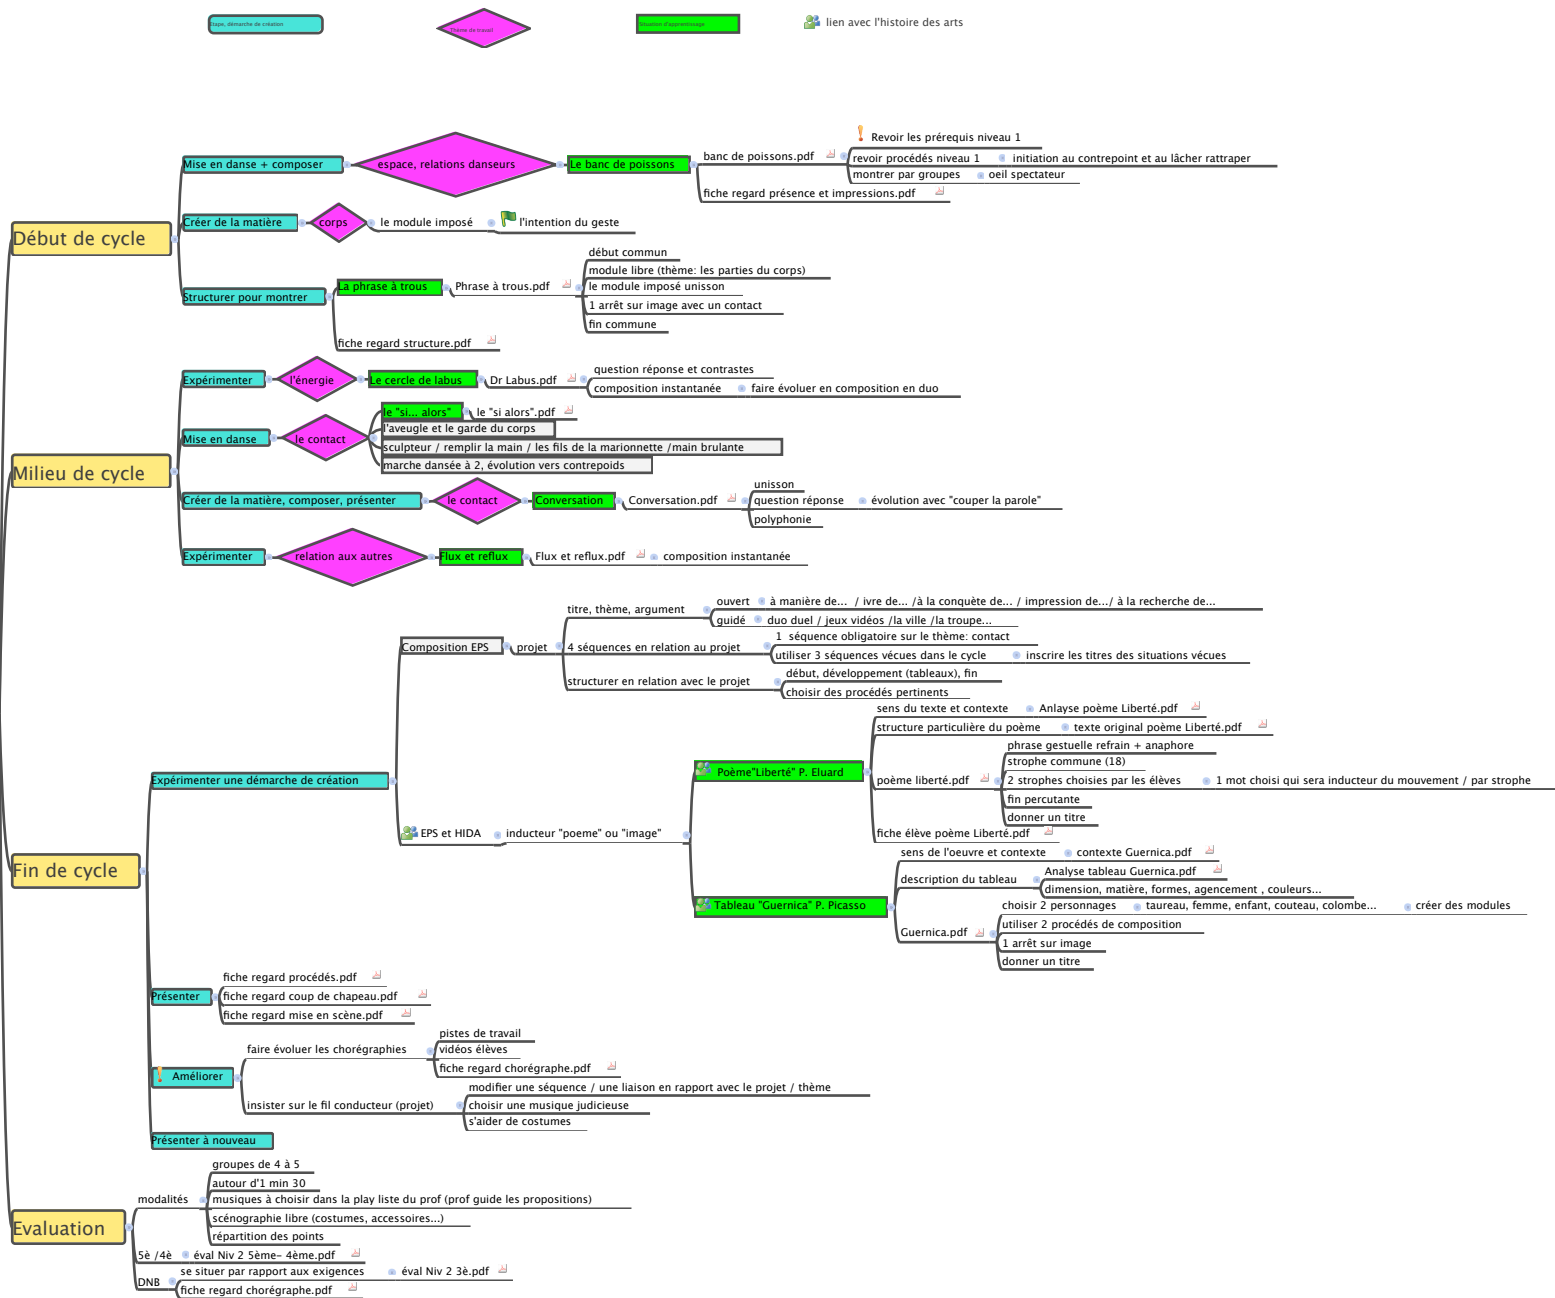 Etape, démarche de création
Thème de travail
Situation d'apprentissage
lien avec l'histoire des arts
Début de cycle
Mise en danse + composer
espace, relations danseurs
Le banc de poissons
banc de poissons.pdf
Revoir les prérequis niveau 1
revoir procédés niveau 1
initiation au contrepoint et au lâcher rattraper
montrer par groupes
oeil spectateur
fiche regard présence et impressions.pdf
Créer de la matière
corps
le module imposé
l'intention du geste
Structurer pour montrer
La phrase à trous
Phrase à trous.pdf
début commun
module libre (thème: les parties du corps)
le module imposé unisson
1 arrêt sur image avec un contact
fin commune
fiche regard structure.pdf
Milieu de cycle
Expérimenter
l'énergie
Le cercle de labus
Dr Labus.pdf
question réponse et contrastes
composition instantanée
faire évoluer en composition en duo
Mise en danse
le contact
le "si... alors"
le "si alors".pdf
l'aveugle et le garde du corps
sculpteur / remplir la main / les fils de la marionnette /main brulante
marche dansée à 2, évolution vers contrepoids
Créer de la matière, composer, présenter
le contact
Conversation
Conversation.pdf
unisson
question réponse
évolution avec "couper la parole"
polyphonie
Expérimenter
relation aux autres
Flux et reflux
Flux et reflux.pdf
composition instantanée
Fin de cycle
Expérimenter une démarche de création
Composition EPS
projet
titre, thème, argument
ouvert
à manière de... / ivre de... /à la conquète de... / impression de.../ à la recherche de...
guidé
duo duel / jeux vidéos /la ville /la troupe...
4 séquences en relation au projet
1 séquence obligatoire sur le thème: contact
utiliser 3 séquences vécues dans le cycle
inscrire les titres des situations vécues
structurer en relation avec le projet
début, développement (tableaux), fin
choisir des procédés pertinents
EPS et HIDA
inducteur "poeme" ou "image"
Poème"Liberté" P. Eluard
sens du texte et contexte
Anlayse poème Liberté.pdf
structure particulière du poème
texte original poème Liberté.pdf
poème liberté.pdf
phrase gestuelle refrain + anaphore
strophe commune (18)
2 strophes choisies par les élèves
1 mot choisi qui sera inducteur du mouvement / par strophe
fin percutante
donner un titre
fiche élève poème Liberté.pdf
Tableau "Guernica" P. Picasso
sens de l'oeuvre et contexte
contexte Guernica.pdf
description du tableau
Analyse tableau Guernica.pdf
dimension, matière, formes, agencement , couleurs...
Guernica.pdf
choisir 2 personnages
taureau, femme, enfant, couteau, colombe...
créer des modules
utiliser 2 procédés de composition
1 arrêt sur image
donner un titre
Présenter
fiche regard procédés.pdf
fiche regard coup de chapeau.pdf
fiche regard mise en scène.pdf
Améliorer
faire évoluer les chorégraphies
pistes de travail
vidéos élèves
fiche regard chorégraphe.pdf
insister sur le fil conducteur (projet)
modifier une séquence / une liaison en rapport avec le projet / thème
choisir une musique judicieuse
s'aider de costumes
Présenter à nouveau
Evaluation
modalités
groupes de 4 à 5
autour d'1 min 30
musiques à choisir dans la play liste du prof (prof guide les propositions)
scénographie libre (costumes, accessoires...)
répartition des points
5è /4è
éval Niv 2 5ème- 4ème.pdf
DNB
se situer par rapport aux exigences
éval Niv 2 3è.pdf
fiche regard chorégraphe.pdf